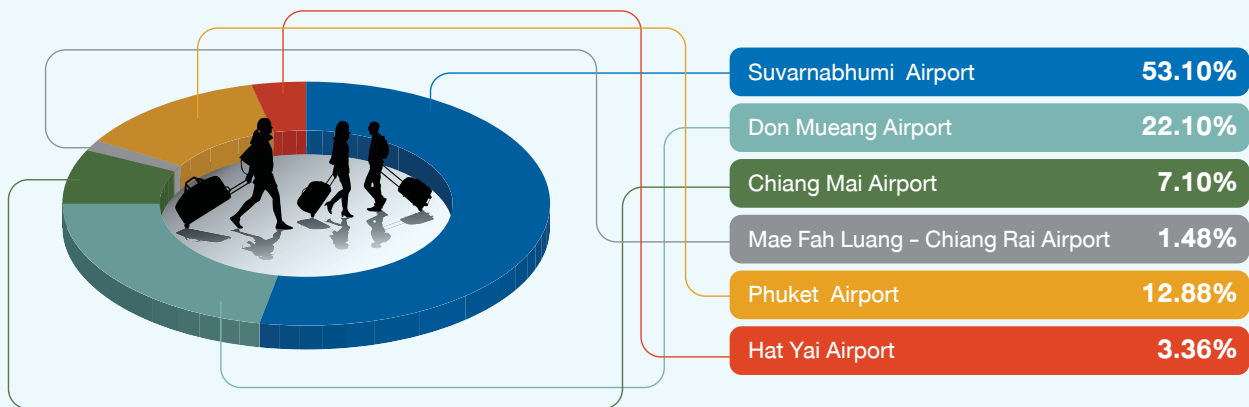 Suvarnabhumi Airport 53.10%
Don Mueang Airport 22.10%
Chiang Mai Airport 7.10%
Mae Fah Luang - Chiang Rai Airport 1.48%
Phuket Airport 12.88%
Hat Yai Airport 3.36%